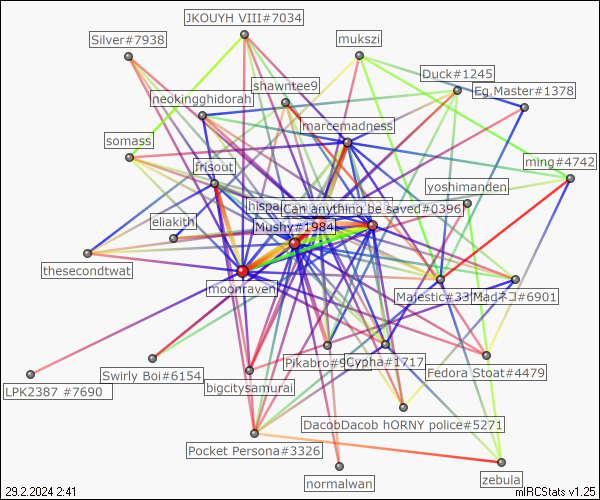 JKOUYH VIII#7034
Silver#7938
mukszi
Duck#1245
shawntee9
Eg.Master#1378
neokingghidorah
marcemadness
somass
frisout
ming#4742
yoshimanden
hispa
Can anything be saved#0396
eliakith
Mushy#1984
thesecondtwat
moonraven
Majestic#33
Madネコ#6901
Pikabro#9
Cypha#1717
Fedora Stoat#4479
Swirly Boi#6154
bigcitysamurai
LPK2387 #7690
DacobDacob hORNY police#5271
Pocket Persona#3326
zebula
normalwan
29.2.2024 2:41
mIRCStats v1.25